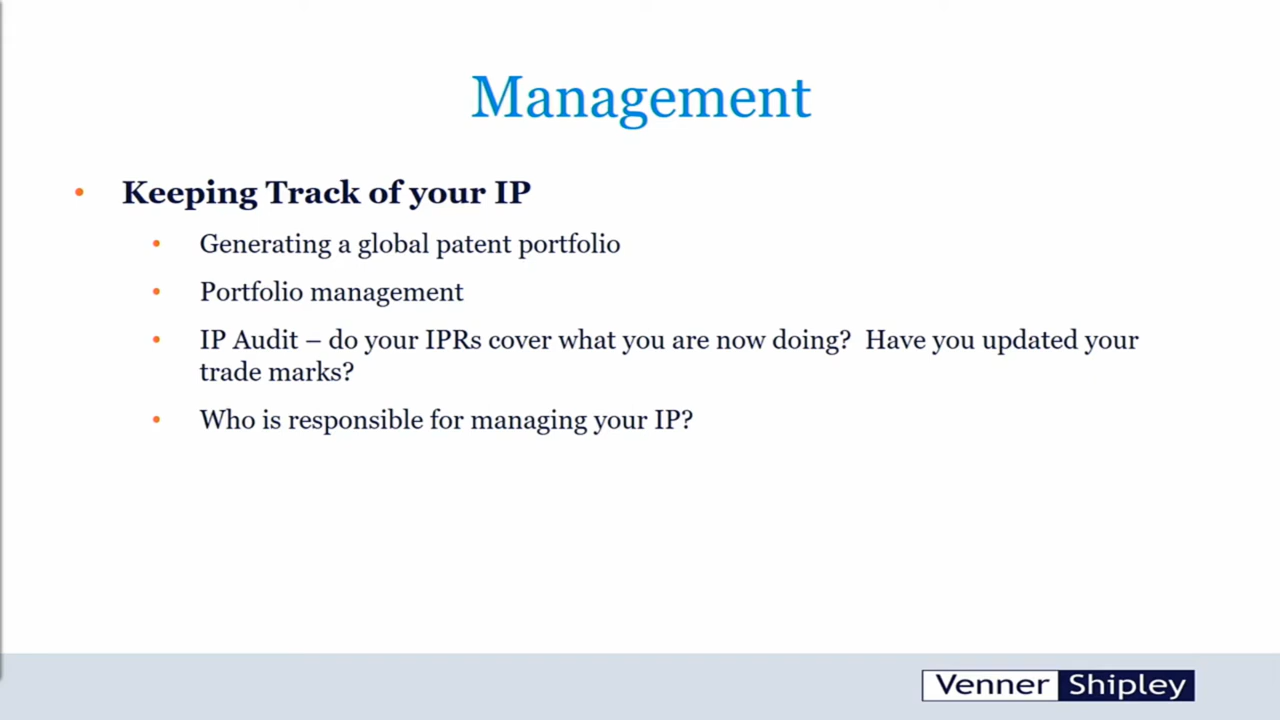 Management
• Keeping Track of your IP
• Generating a global patent portfolio
• Portfolio management
• IP Audit – do your IPRs cover what you are now doing?  Have you updated your
trade marks?
• Who is responsible for managing your IP?
Venner Shipley